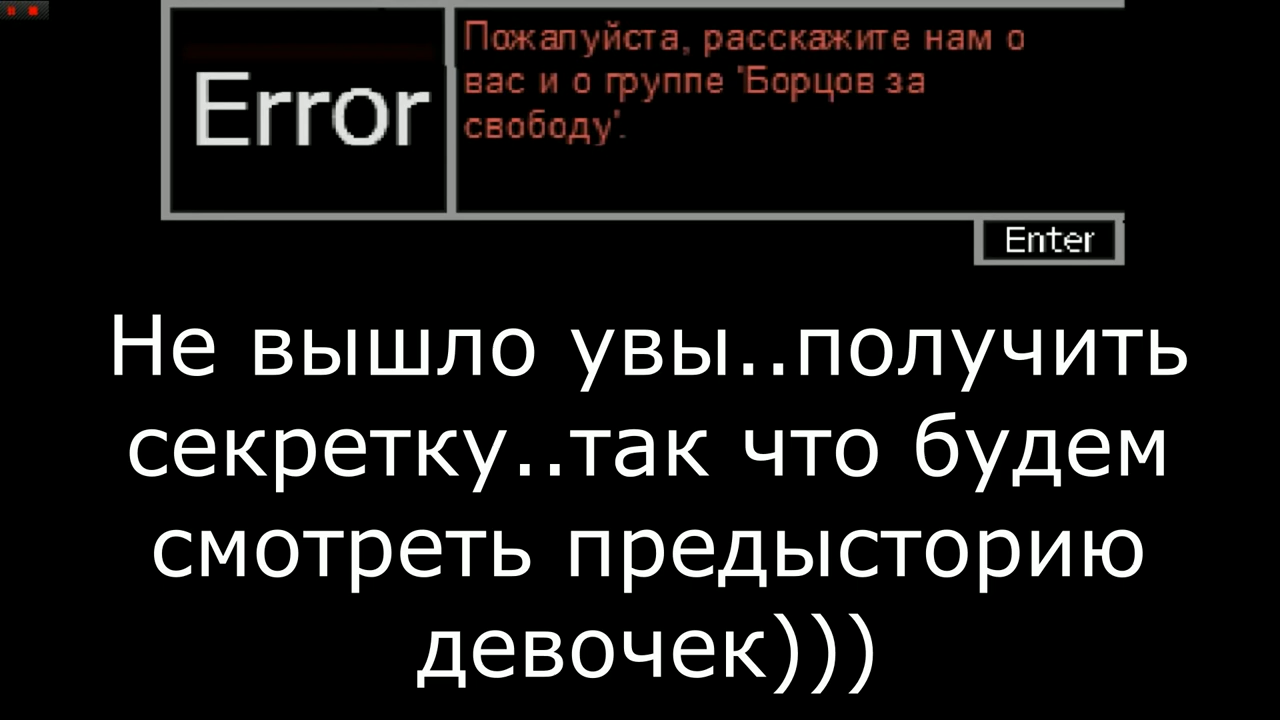 Error
Пожалуйста, расскажите нам о
вас и о группе 'Борцов за
свободу'.
Enter
Не вышло увы..получить
секретку..так что будем
смотреть предысторию
девочек)))